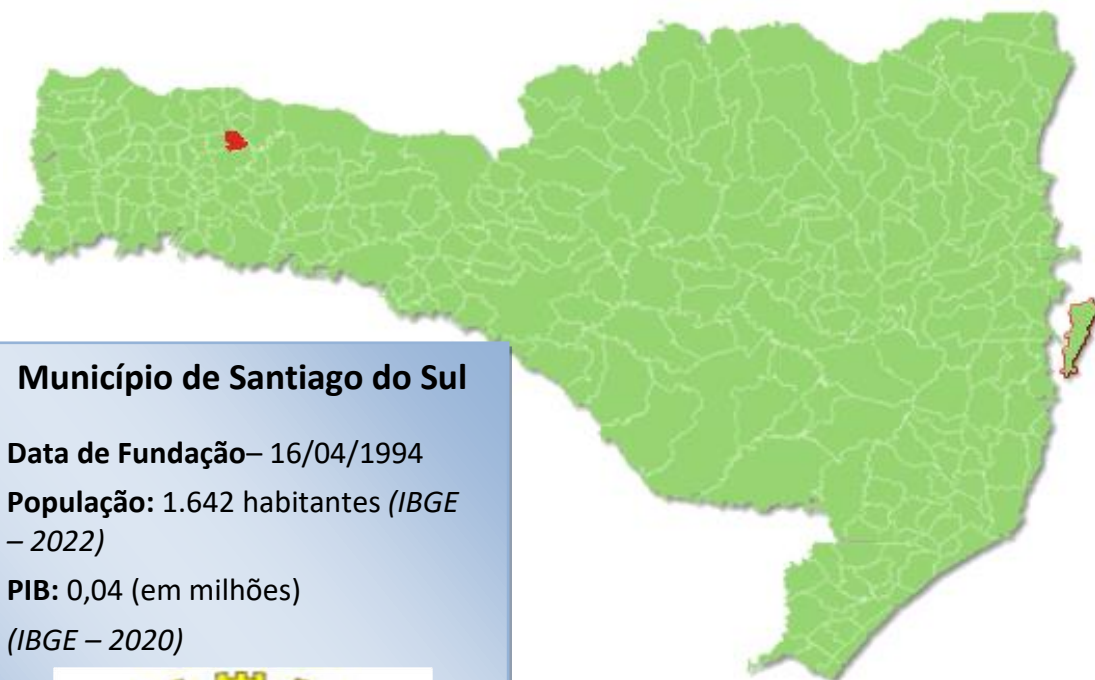 Município de Santiago do Sul
Data de Fundação– 16/04/1994
População: 1.642 habitantes (IBGE
– 2022)
PIB: 0,04 (em milhões)
(IBGE – 2020)